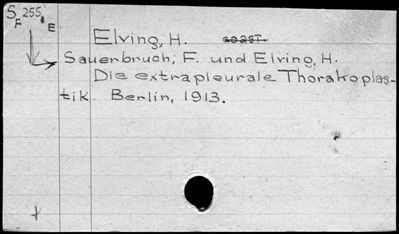 S 255,
F E
Elving, H.
Sauerbruch, F. und Elving, H.
Die extrapleurale Thorakoplas-
tik. Berlin, 1913.